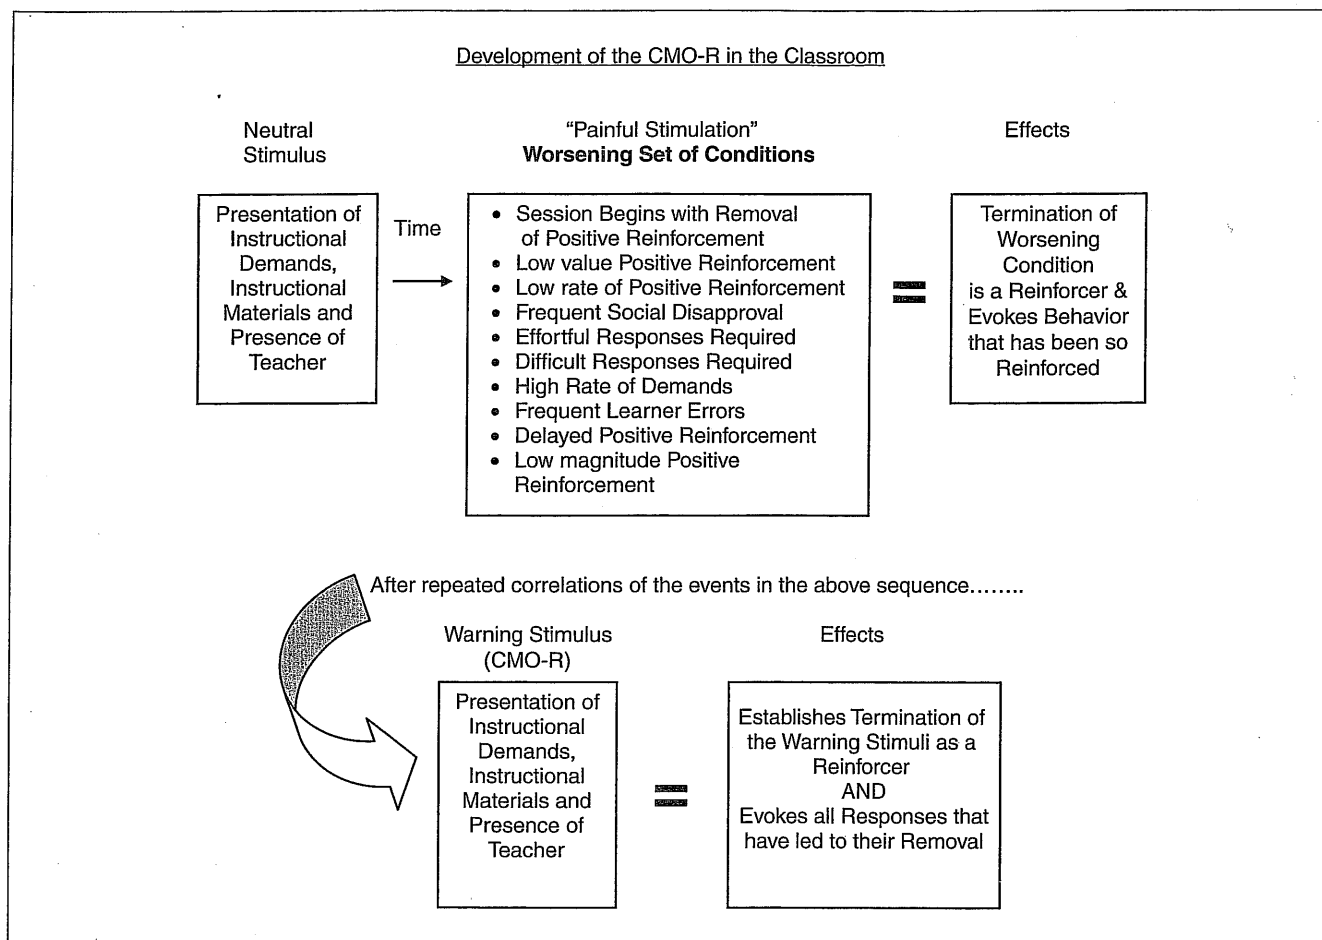 Development of the CMO-R in the Classroom
Neutral
Stimulus
"Painful Stimulation"
Worsening Set of Conditions
Effects
Presentation of
Instructional
Demands,
Instructional
Materials and
Presence of
Teacher
Time
• Session Begins with Removal
of Positive Reinforcement
• Low value Positive Reinforcement
• Low rate of Positive Reinforcement
• Frequent Social Disapproval
• Effortful Responses Required
• Difficult Responses Required
• High Rate of Demands
• Frequent Learner Errors
• Delayed Positive Reinforcement
• Low magnitude Positive
Reinforcement
=
Termination of
Worsening
Condition
is a Reinforcer &
Evokes Behavior
that has been so
Reinforced
After repeated correlations of the events in the above sequence........
Warning Stimulus
(CMO-R)
Effects
Presentation of
Instructional
Demands,
Instructional
Materials and
Presence of
Teacher
=
Establishes Termination of
the Warning Stimuli as a
Reinforcer
AND
Evokes all Responses that
have led to their Removal